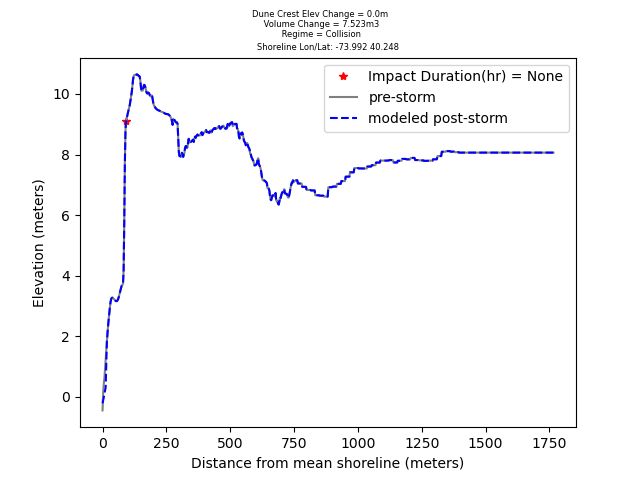 Dune Crest Elev Change = 0.0m
Volume Change = 7.523m3
Regime = Collision
Shoreline Lon/Lat: -73.992 40.248
Impact Duration(hr) = None
pre-storm
modeled post-storm
10
8
6
4
2
0
Elevation (meters)
0 250 500 750 1000 1250 1500 1750
Distance from mean shoreline (meters)